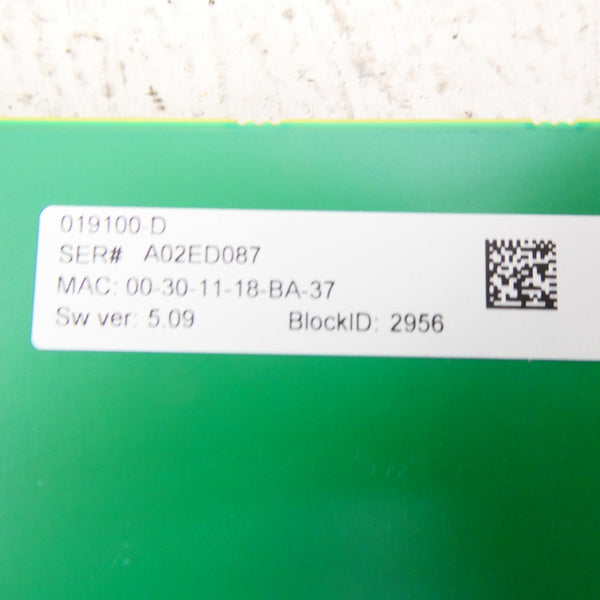 019100-D
SER# A02ED087
MAC: 00-30-11-18-BA-37
Sw ver: 5.09 BlockID: 2956